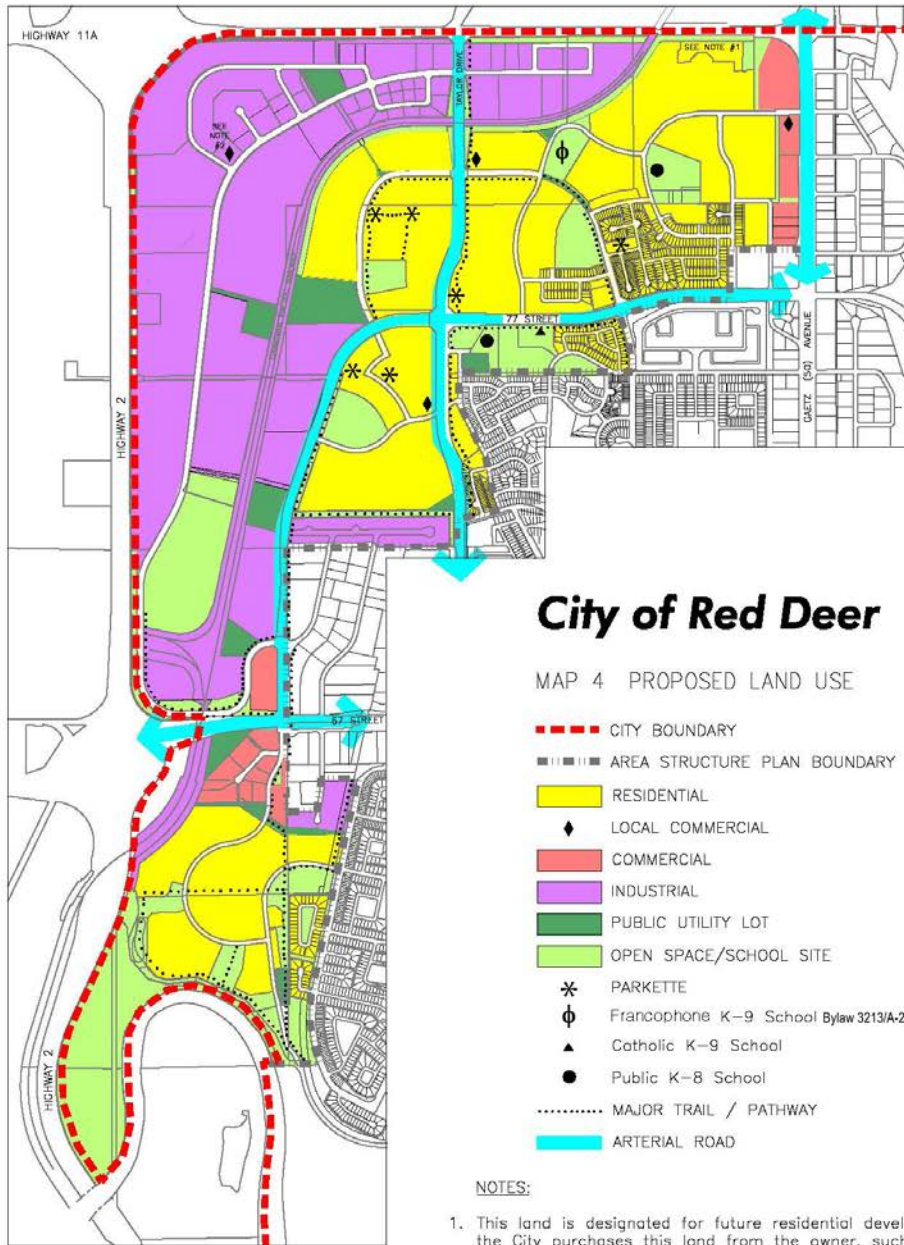 HIGHWAY 11A
TAYLOR DRIVE
SEE NOTE #1
SEE
NOTE
#2
77 STREET
GAETZ (50) AVENUE
HIGHWAY 2
67 STREET
HIGHWAY 2
City of Red Deer
MAP 4 PROPOSED LAND USE
CITY BOUNDARY
AREA STRUCTURE PLAN BOUNDARY
RESIDENTIAL
LOCAL COMMERCIAL
COMMERCIAL
INDUSTRIAL
PUBLIC UTILITY LOT
OPEN SPACE/SCHOOL SITE
PARKETTE
Francophone K-9 School Bylaw 3213/A-2
Catholic K-9 School
Public K-8 School
MAJOR TRAIL / PATHWAY
ARTERIAL ROAD
NOTES:
1. This land is designated for future residential devel
the City purchases this land from the owner, such